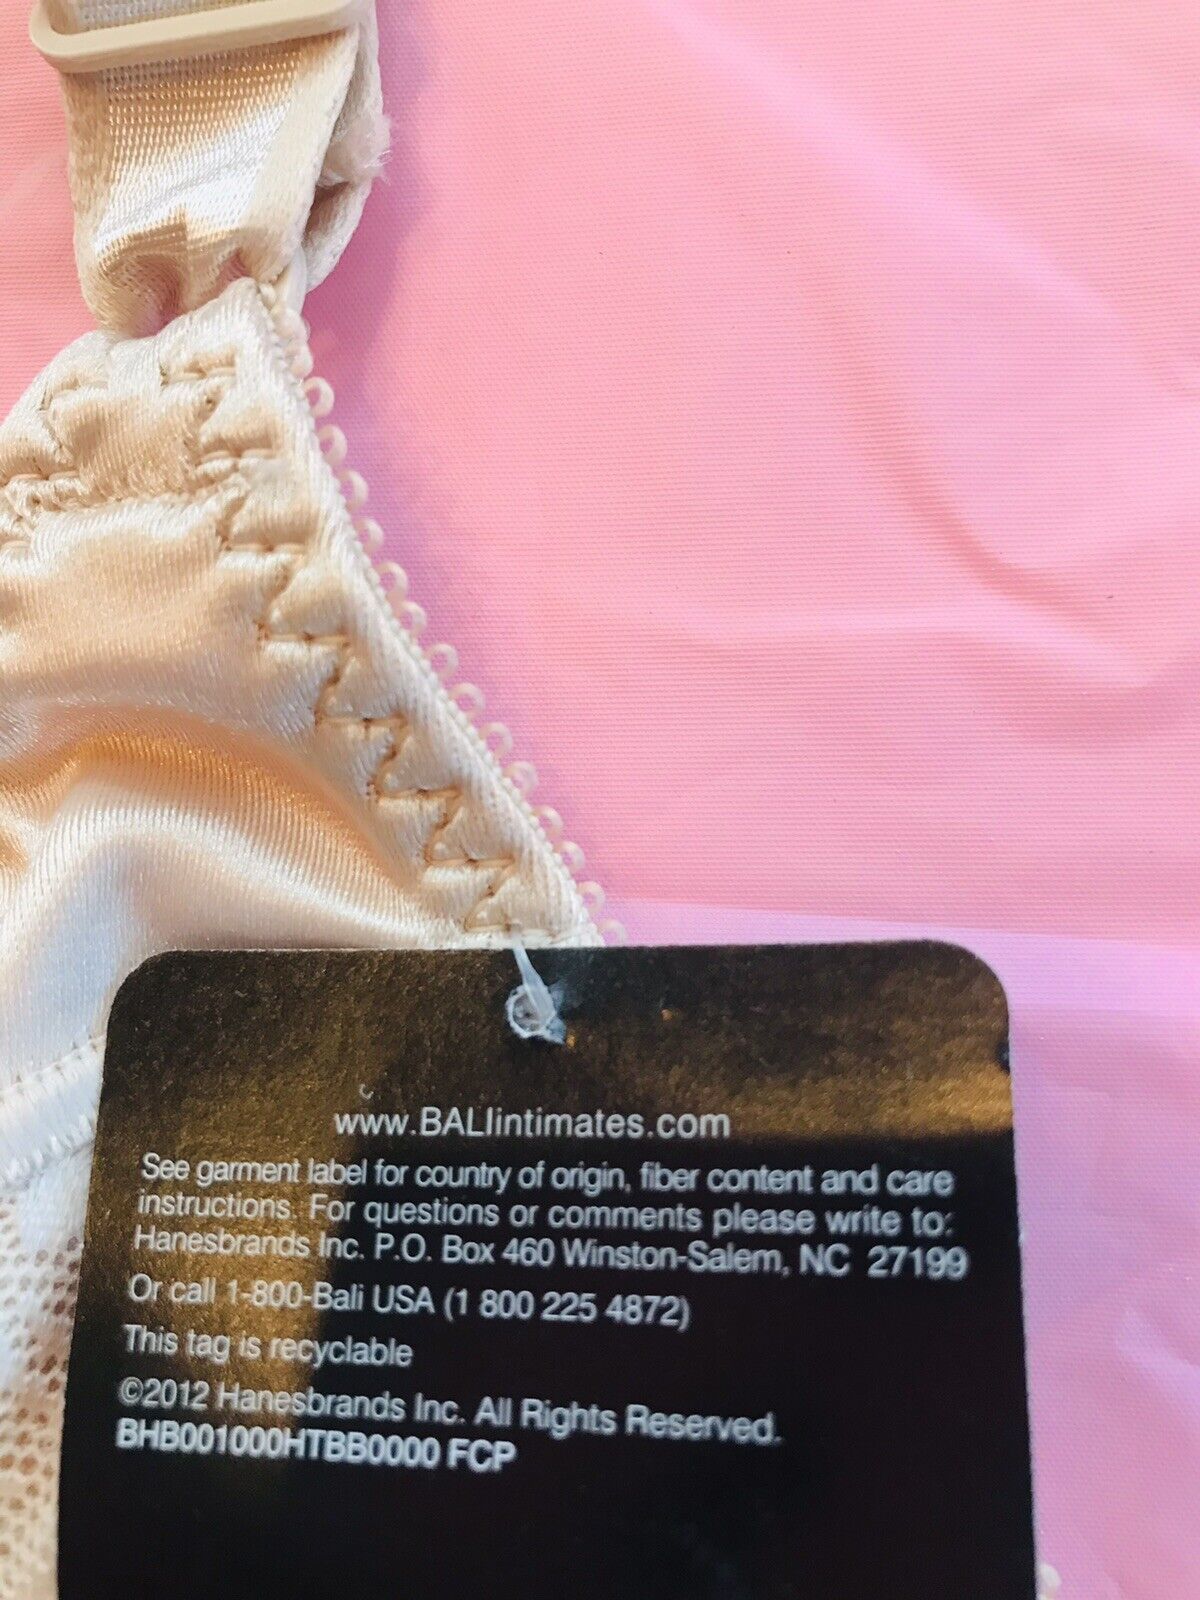 www.BALIintimates.com
See garment label for country of origin, fiber content and care
instructions. For questions or comments please write to:
Hanesbrands Inc. P.O. Box 460 Winston-Salem, NC 27199
Or call 1-800-Bali USA (1 800 225 4872)
This tag is recyclable
©2012 Hanesbrands Inc. All Rights Reserved.
BHB001000HTBB0000 FCP